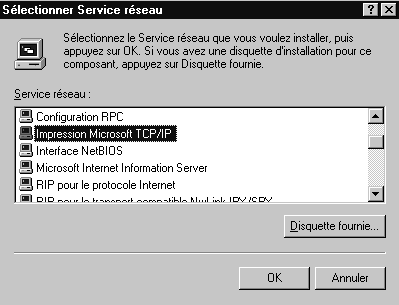 Sélectionner Service réseau
Sélectionnez le Service réseau que vous voulez installer, puis
appuyez sur OK. Si vous avez une disquette d'installation pour ce
composant, appuyez sur Disquette fournie.
Service réseau :
Configuration RPC
Impression Microsoft TCP/IP
Interface NetBIOS
Microsoft Internet Information Server
RIP pour le protocole Internet
RIP pour le transport compatible NwLink IPX/SPX
Disquette fournie...
OK
Annuler